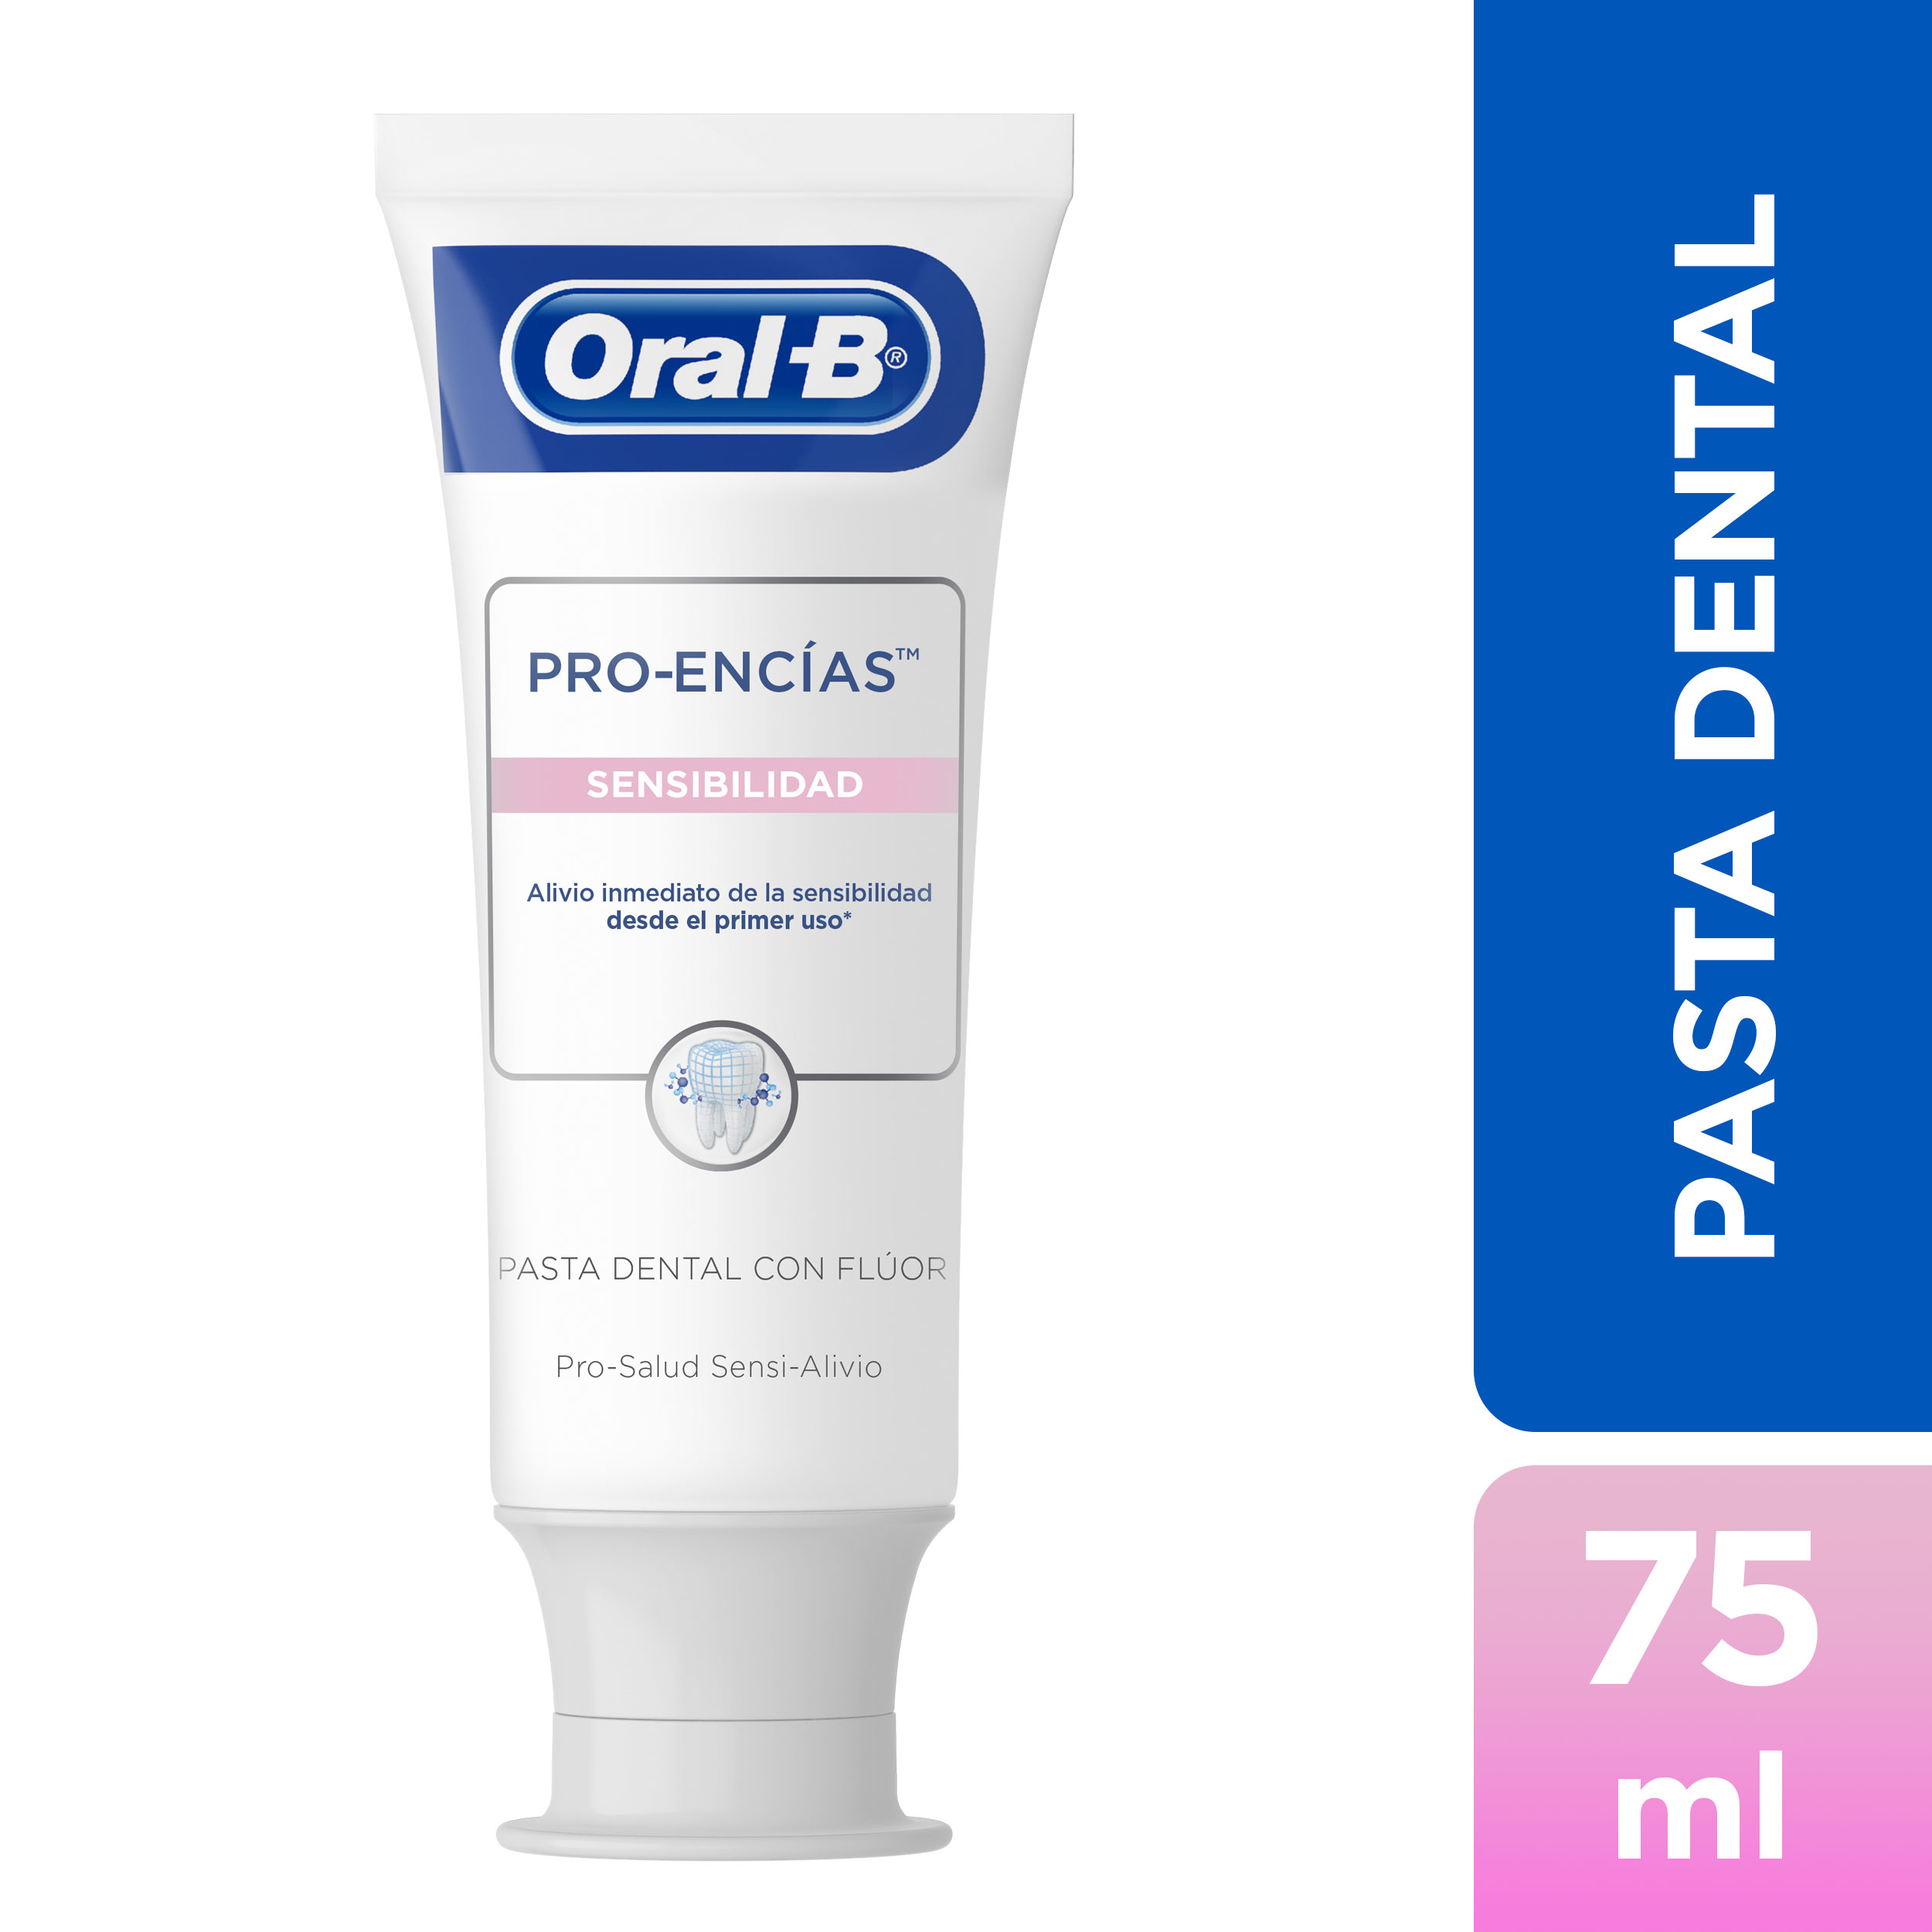 Oral-B®
PRO-ENCÍAS™
SENSIBILIDAD
Alivio inmediato de la sensibilidad
desde el primer uso*
PASTA DENTAL CON FLÚOR
Pro-Salud Sensi-Alivio
PASTA DENTAL
75
ml